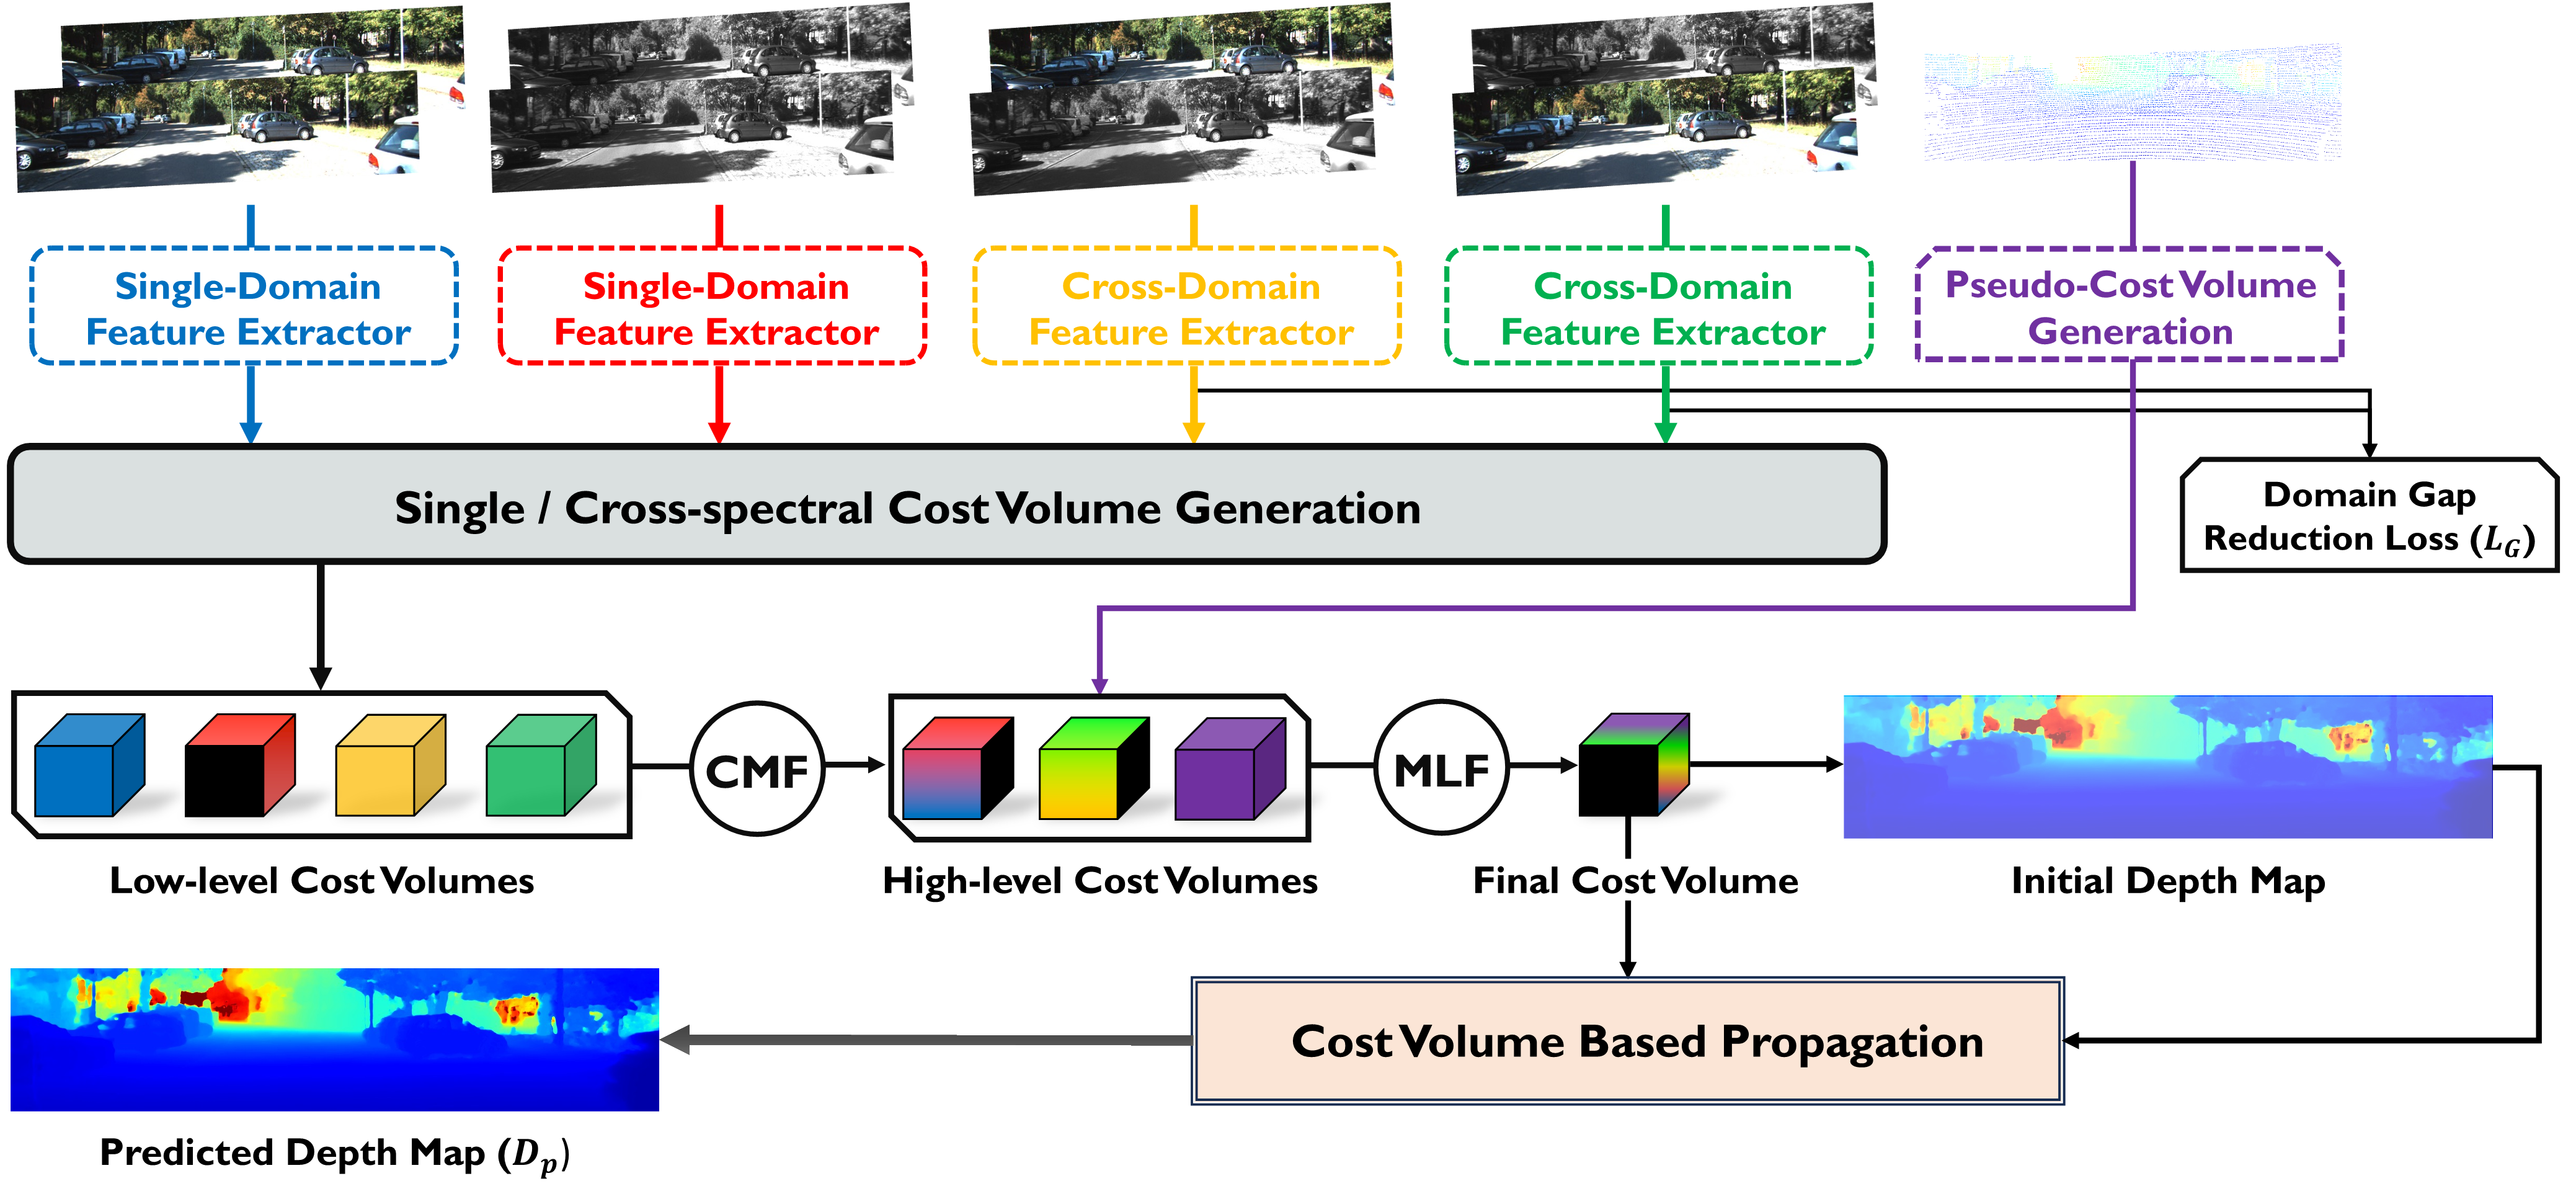 Single-Domain
Feature Extractor
Single-Domain
Feature Extractor
Cross-Domain
Feature Extractor
Cross-Domain
Feature Extractor
Pseudo-Cost Volume
Generation
Single / Cross-spectral Cost Volume Generation
Domain Gap
Reduction Loss (L_G)
CMF
MLF
Low-level Cost Volumes
High-level Cost Volumes
Final Cost Volume
Initial Depth Map
Cost Volume Based Propagation
Predicted Depth Map (D_p)